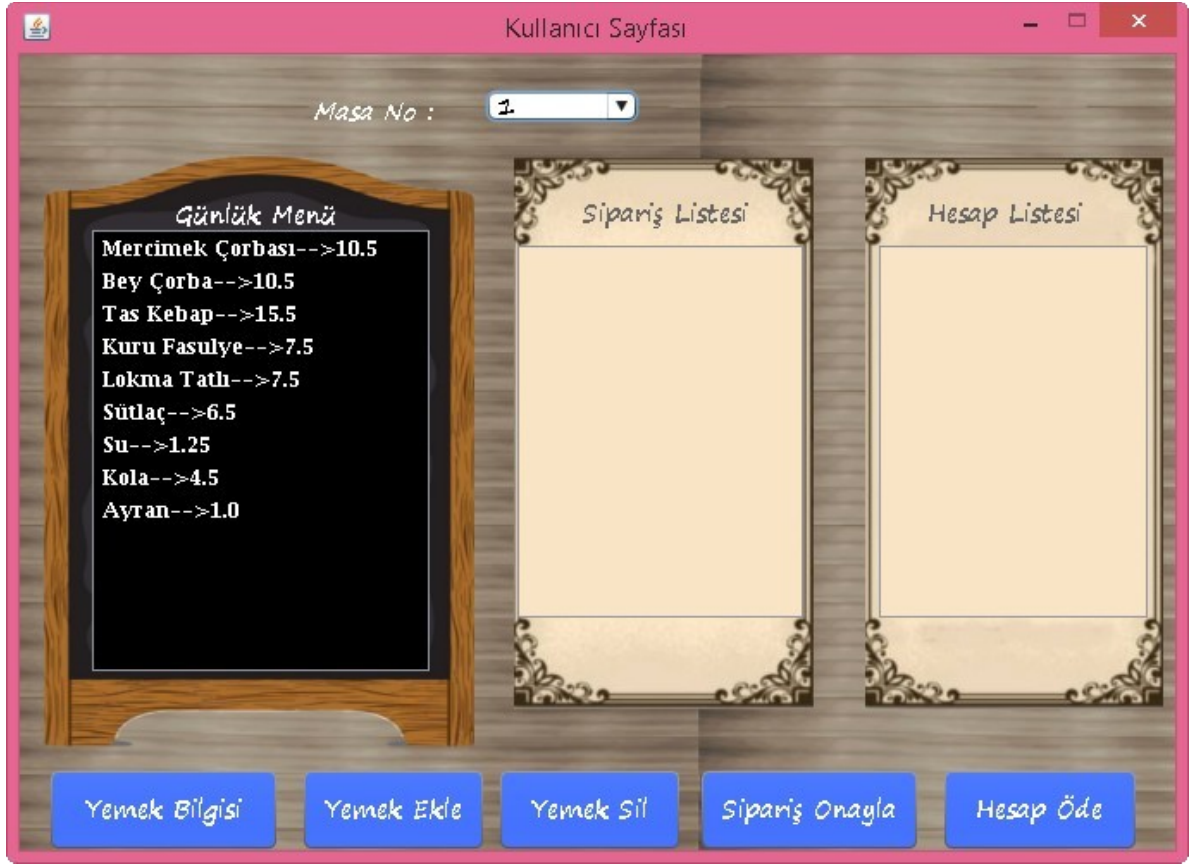 Kullanıcı Sayfası
Masa No :
1
Günlük Menü
Mercimek Çorbası-->10.5
Bey Çorba-->10.5
Tas Kebap-->15.5
Kuru Fasulye-->7.5
Lokma Tatlı-->7.5
Sütlaç-->6.5
Su-->1.25
Kola-->4.5
Ayran-->1.0
Sipariş Listesi
Hesap Listesi
Yemek Bilgisi
Yemek Ekle
Yemek Sil
Sipariş Onayla
Hesap Öde